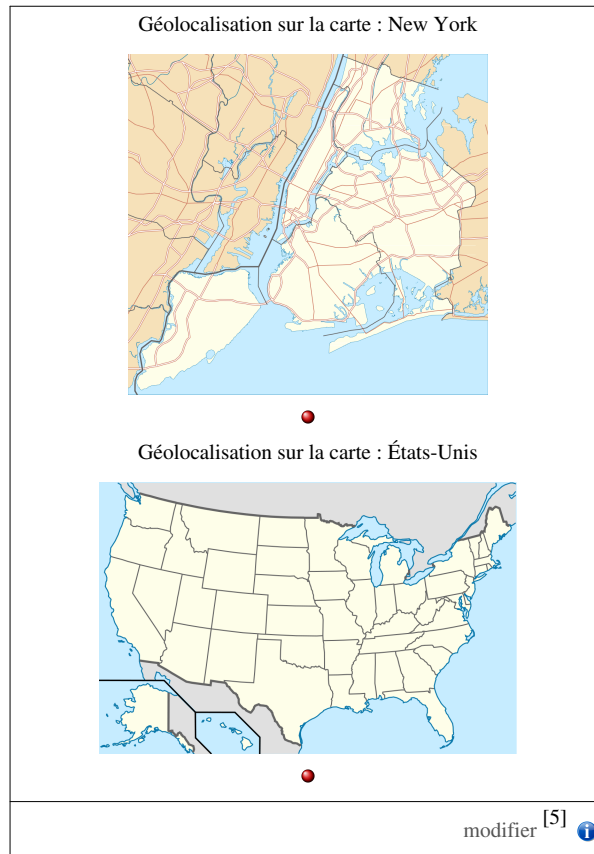 Géolocalisation sur la carte : New York
Géolocalisation sur la carte : États-Unis
modifier [5]